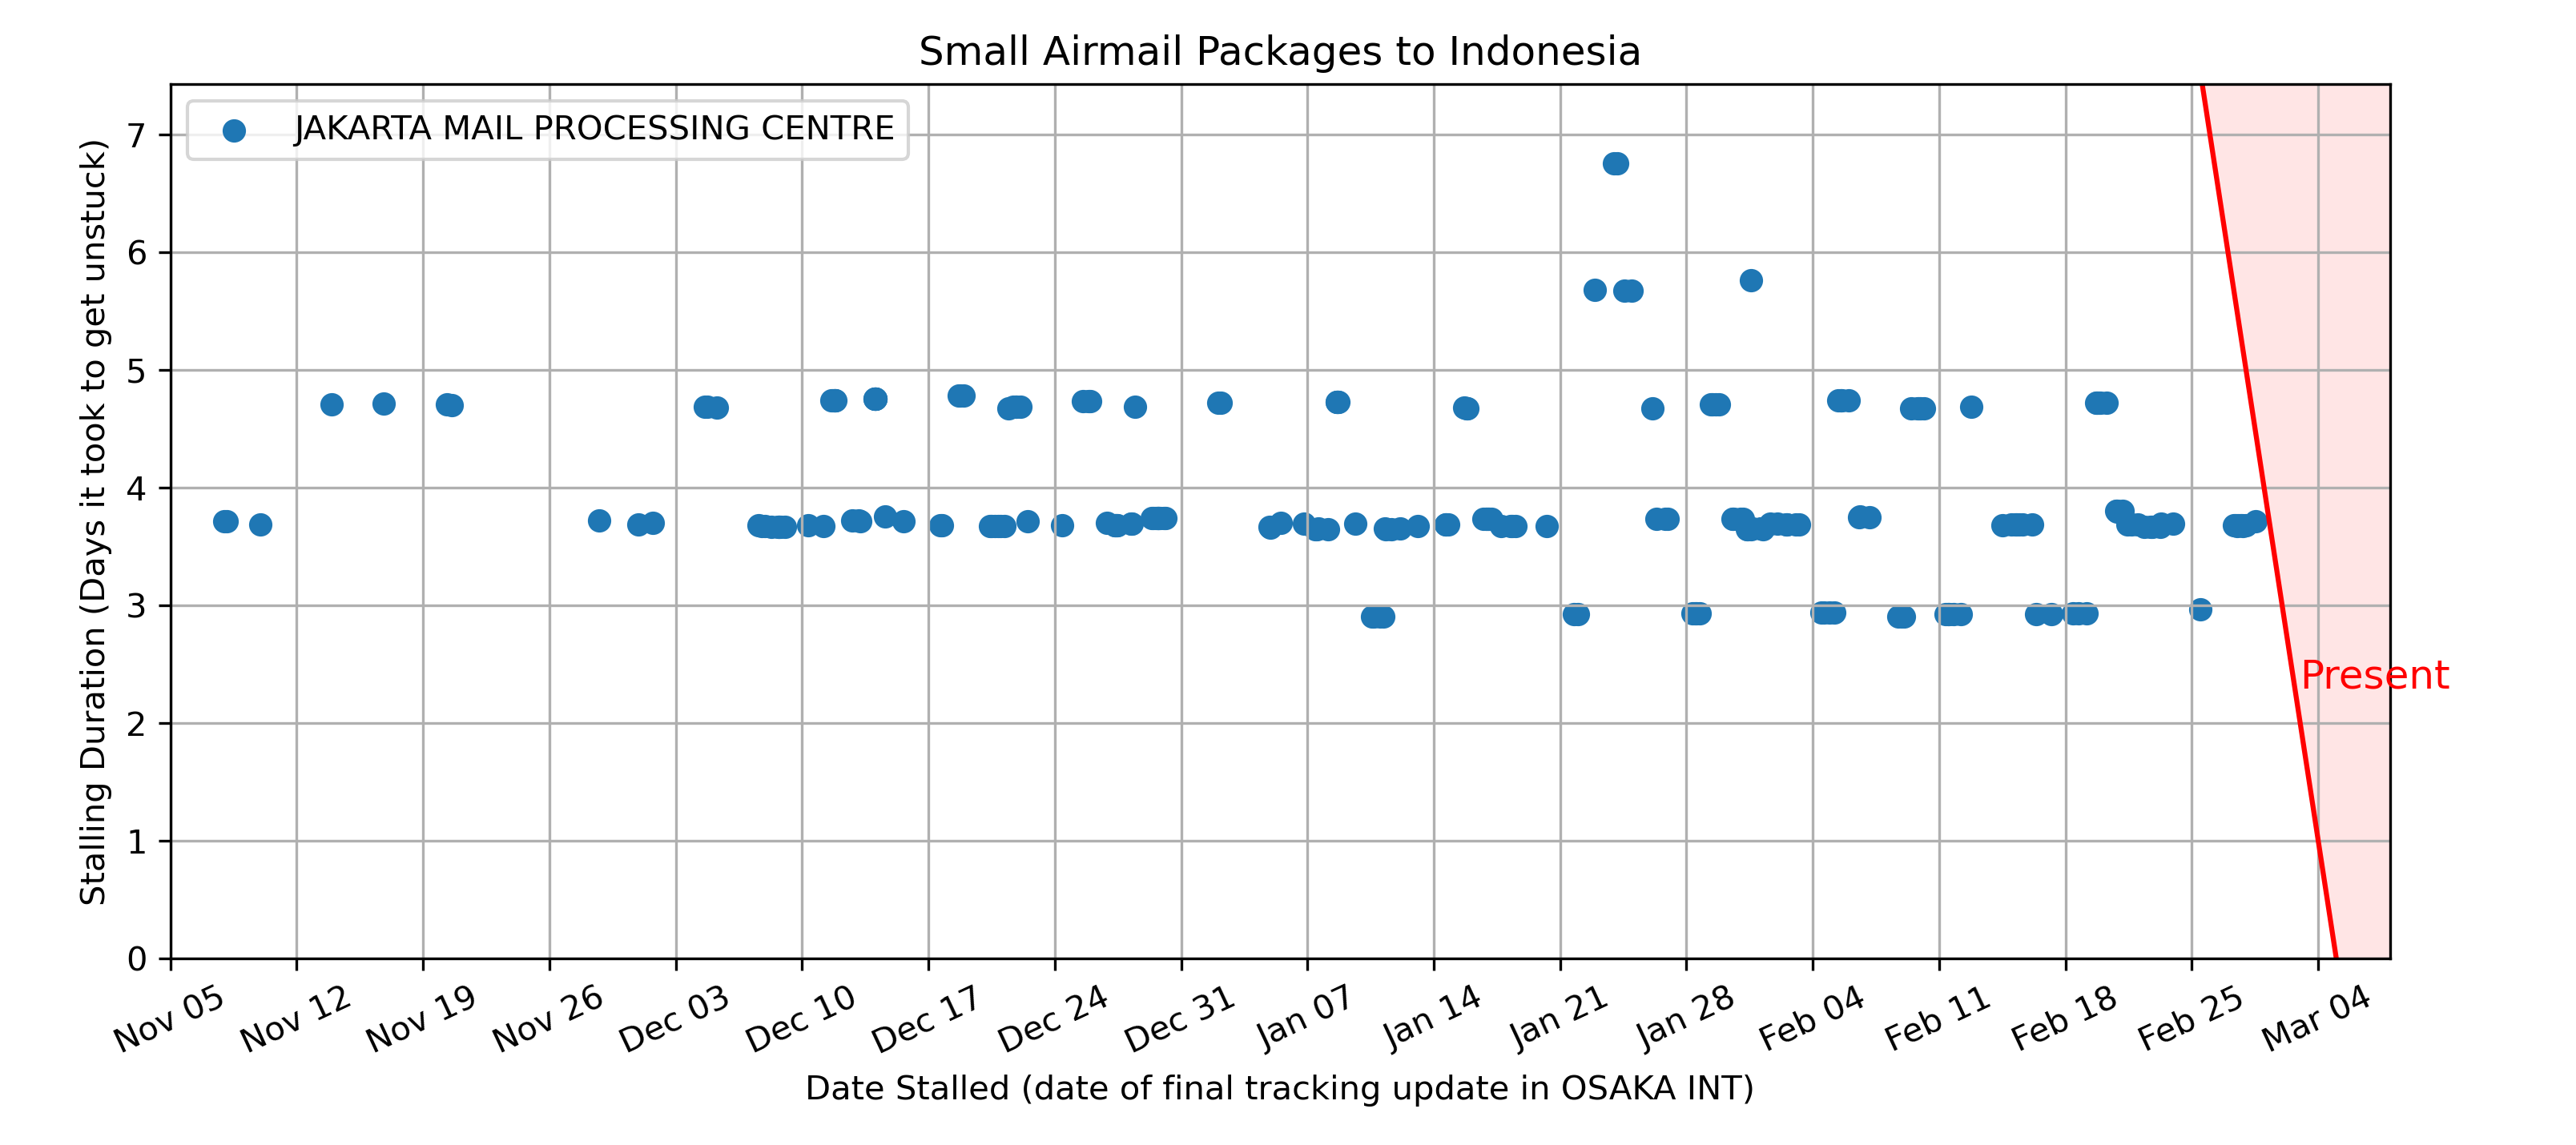 Small Airmail Packages to Indonesia
JAKARTA MAIL PROCESSING CENTRE
Stalling Duration (Days it took to get unstuck)
7
6
5
4
3
2
1
0
Present
Nov 05
Nov 12
Nov 19
Nov 26
Dec 03
Dec 10
Dec 17
Dec 24
Dec 31
Jan 07
Jan 14
Jan 21
Jan 28
Feb 04
Feb 11
Feb 18
Feb 25
Mar 04
Date Stalled (date of final tracking update in OSAKA INT)